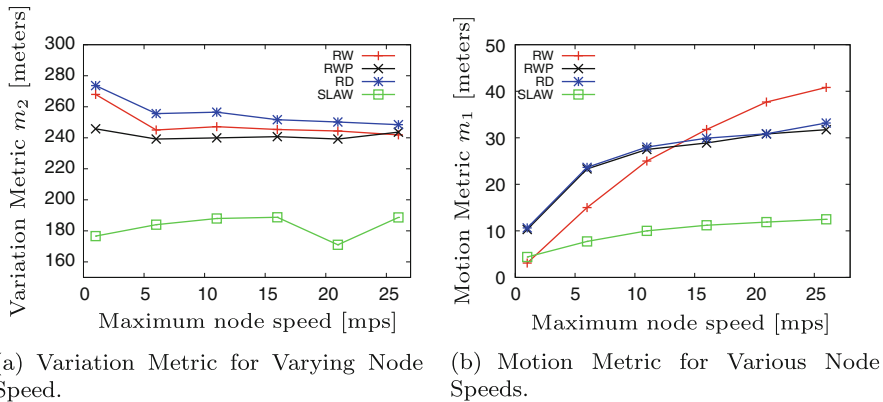 300
280
260
240
220
200
180
160
0 5 10 15 20 25
Variation Metric m2 [meters]
Maximum node speed [mps]
RW
RWP
RD
SLAW
50
40
30
20
10
0
0 5 10 15 20 25
Motion Metric m1 [meters]
Maximum node speed [mps]
RW
RWP
RD
SLAW
a) Variation Metric for Varying Node
Speed.
(b) Motion Metric for Various Node
Speeds.